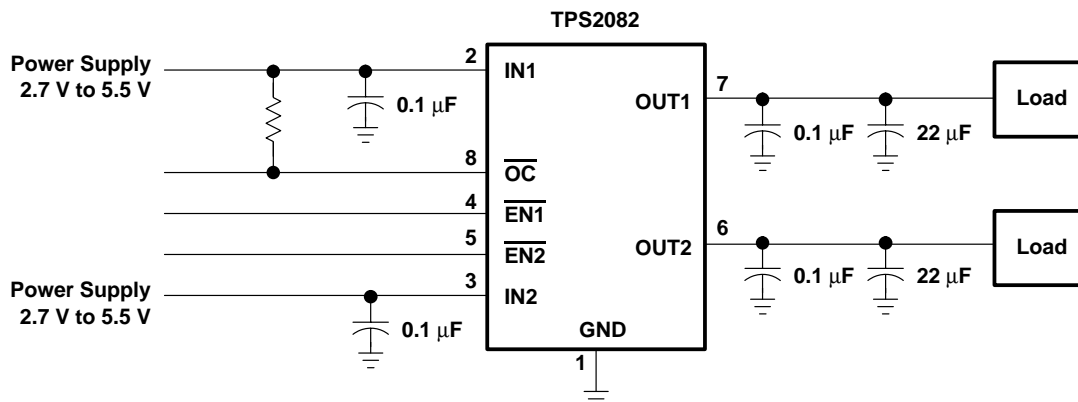 TPS2082
Power Supply
2.7 V to 5.5 V
2
IN1
0.1 μF
7
OUT1
0.1 μF
22 μF
Load
8
OC
4
EN1
5
EN2
6
OUT2
0.1 μF
22 μF
Load
Power Supply
2.7 V to 5.5 V
3
IN2
0.1 μF
GND
1